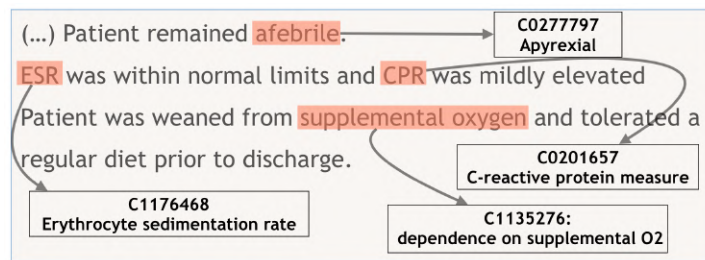 (...) Patient remained afebrile.
C0277797
Apyrexial
ESR was within normal limits and CPR was mildly elevated
Patient was weaned from supplemental oxygen and tolerated a
regular diet prior to discharge.
C0201657
C-reactive protein measure
C1176468
Erythrocyte sedimentation rate
C1135276:
dependence on supplemental O2